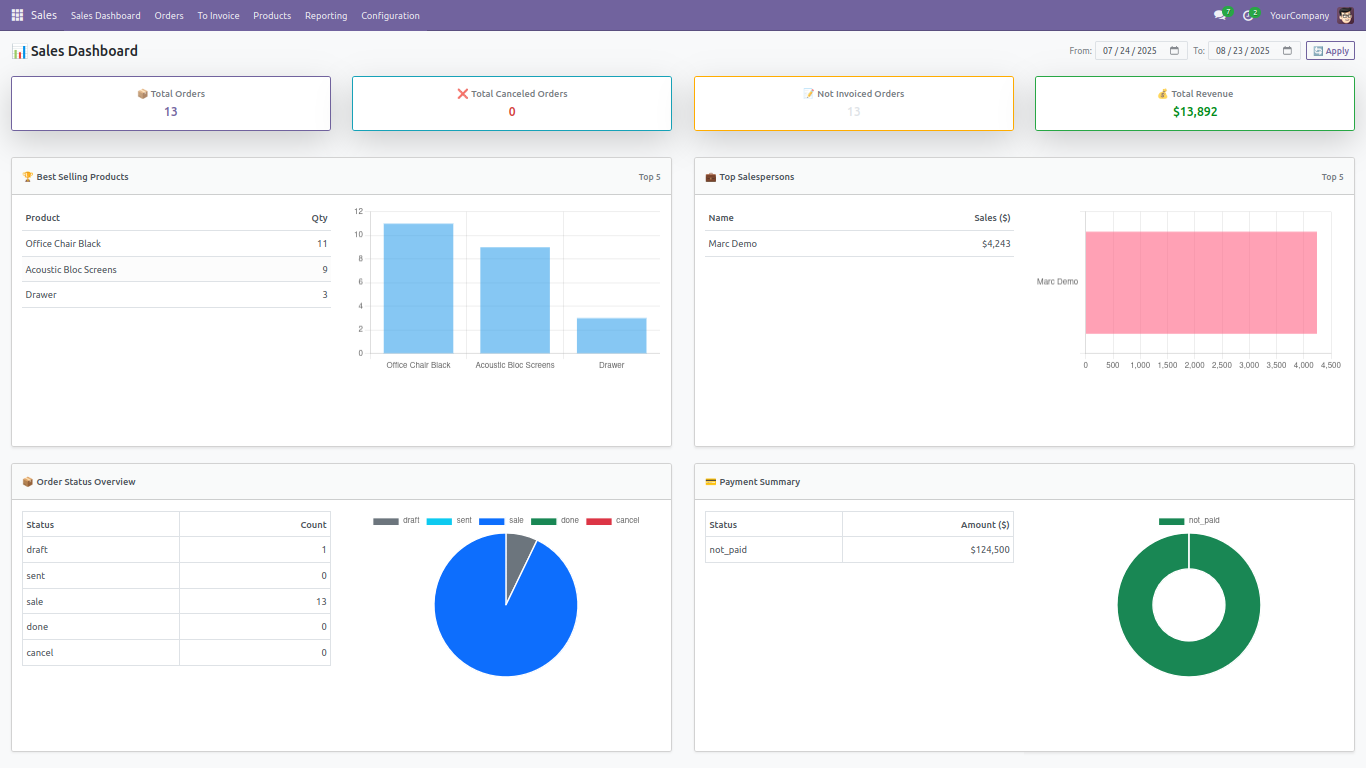 Sales Sales Dashboard Orders To Invoice Products Reporting Configuration 7 2 YourCompany
Sales Dashboard From: 07 / 24 / 2025 To: 08 / 23 / 2025 Apply
Total Orders
13
Total Canceled Orders
0
Not Invoiced Orders
13
Total Revenue
$13,892
Best Selling Products Top 5
Product Qty
Office Chair Black 11
Acoustic Bloc Screens 9
Drawer 3
12
10
8
6
4
2
0
Office Chair Black Acoustic Bloc Screens Drawer
Top Salespersons Top 5
Name Sales ($)
Marc Demo $4,243
Marc Demo
0 500 1,000 1,500 2,000 2,500 3,000 3,500 4,000 4,500
Order Status Overview
Status Count
draft 1
sent 0
sale 13
done 0
cancel 0
draft sent sale done cancel
Payment Summary
Status Amount ($)
not_paid $124,500
not_paid